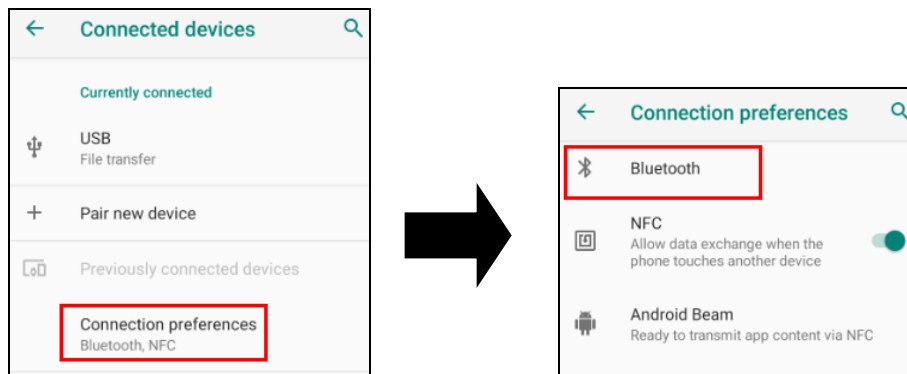 Connected devices
Currently connected
USB
File transfer
Pair new device
Previously connected devices
Connection preferences
Bluetooth, NFC
Connection preferences
Bluetooth
NFC
Allow data exchange when the
phone touches another device
Android Beam
Ready to transmit app content via NFC